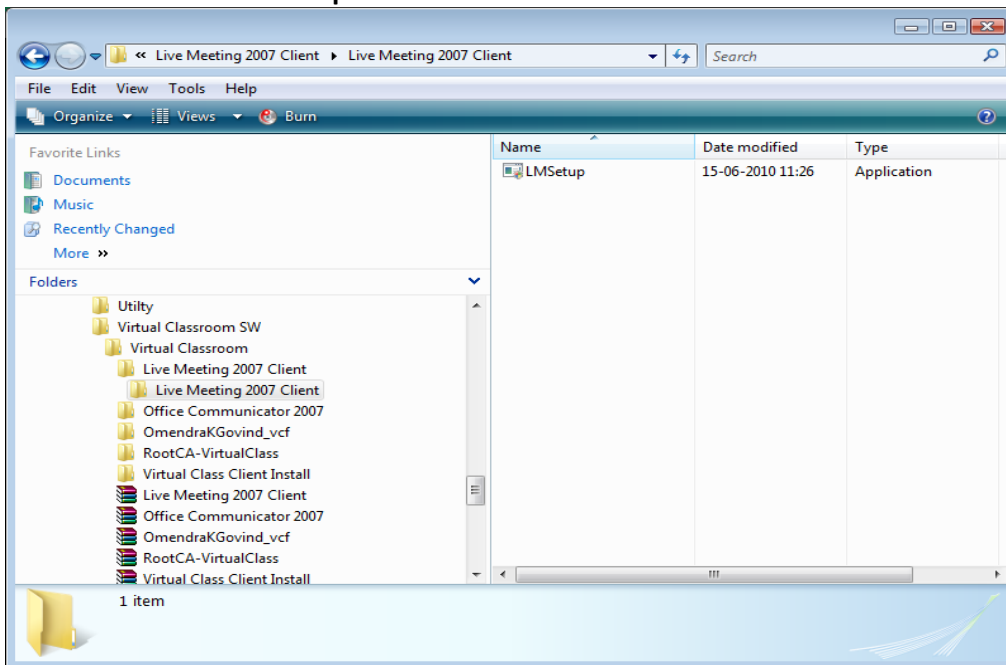 « Live Meeting 2007 Client ▸ Live Meeting 2007 Client
Search
File Edit View Tools Help
Organize Views Burn
Favorite Links
Documents
Music
Recently Changed
More »
Folders
Utilty
Virtual Classroom SW
Virtual Classroom
Live Meeting 2007 Client
Live Meeting 2007 Client
Office Communicator 2007
OmendraKGovind_vcf
RootCA-VirtualClass
Virtual Class Client Install
Live Meeting 2007 Client
Office Communicator 2007
OmendraKGovind_vcf
RootCA-VirtualClass
Virtual Class Client Install
Name Date modified Type
LMSetup 15-06-2010 11:26 Application
1 item